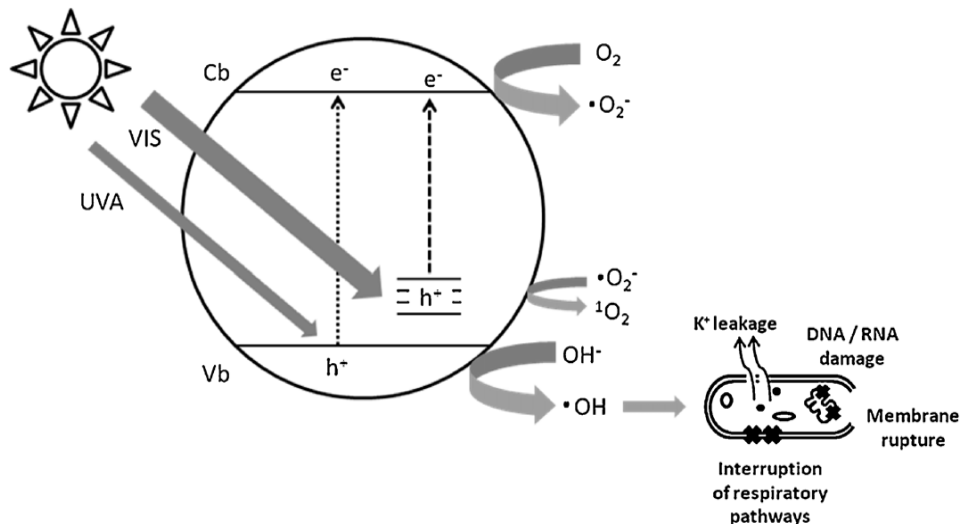 Cb
e⁻
e⁻
O₂
•O₂⁻
VIS
UVA
h⁺
•O₂⁻
¹O₂
Vb
h⁺
OH⁻
•OH
K⁺ leakage
DNA / RNA
damage
Membrane
rupture
Interruption
of respiratory
pathways